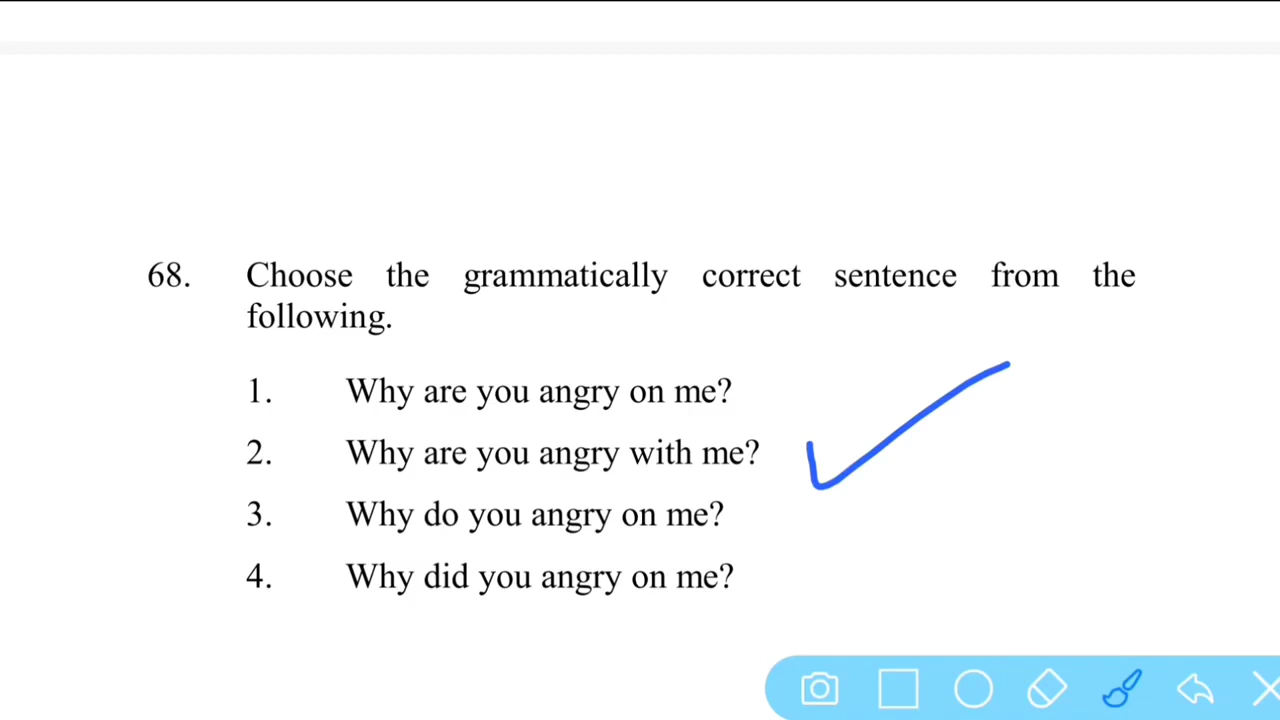 68. Choose the grammatically correct sentence from the
following.
1. Why are you angry on me?
2. Why are you angry with me?
3. Why do you angry on me?
4. Why did you angry on me?